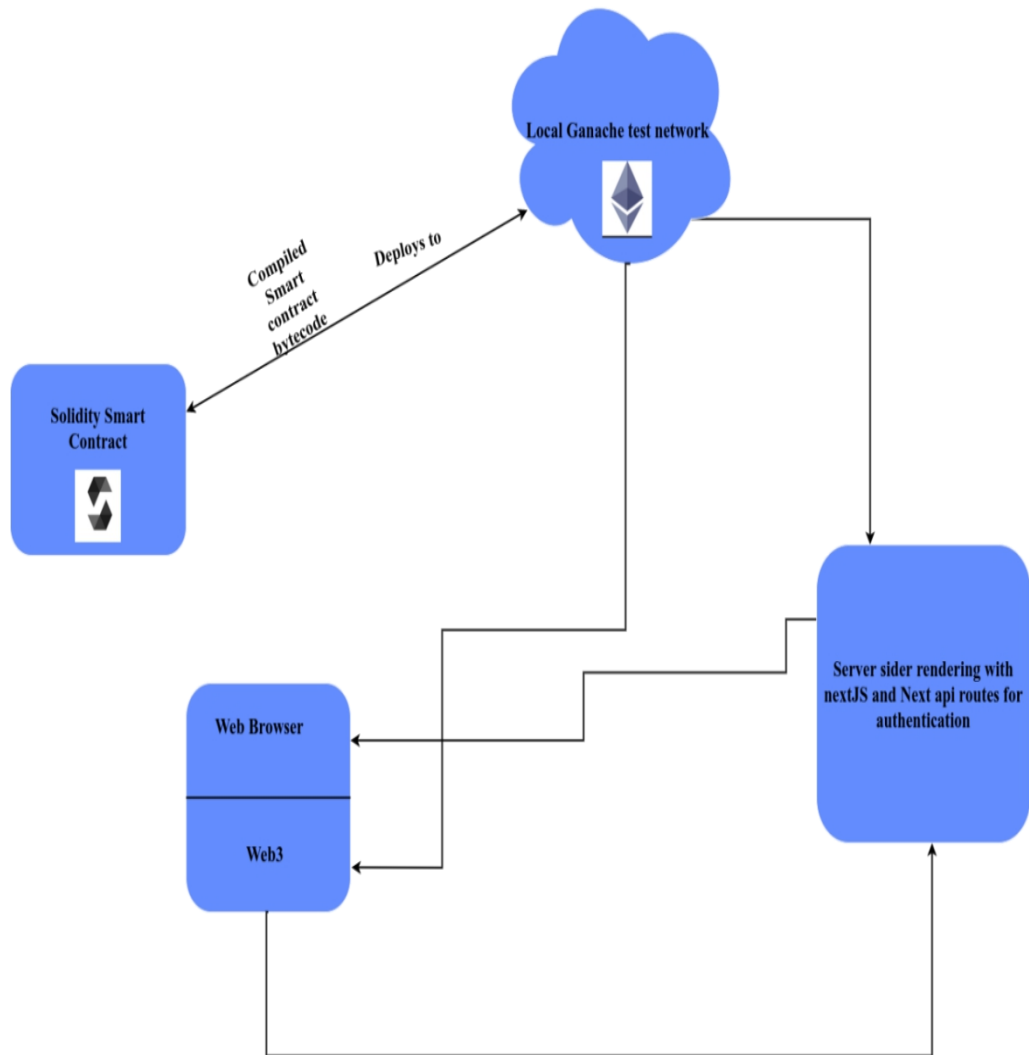 Local Ganache test network
Deploys to
Compiled
Smart
contract
bytecode
Solidity Smart
Contract
Server sider rendering with
nextJS and Next api routes for
authentication
Web Browser
Web3